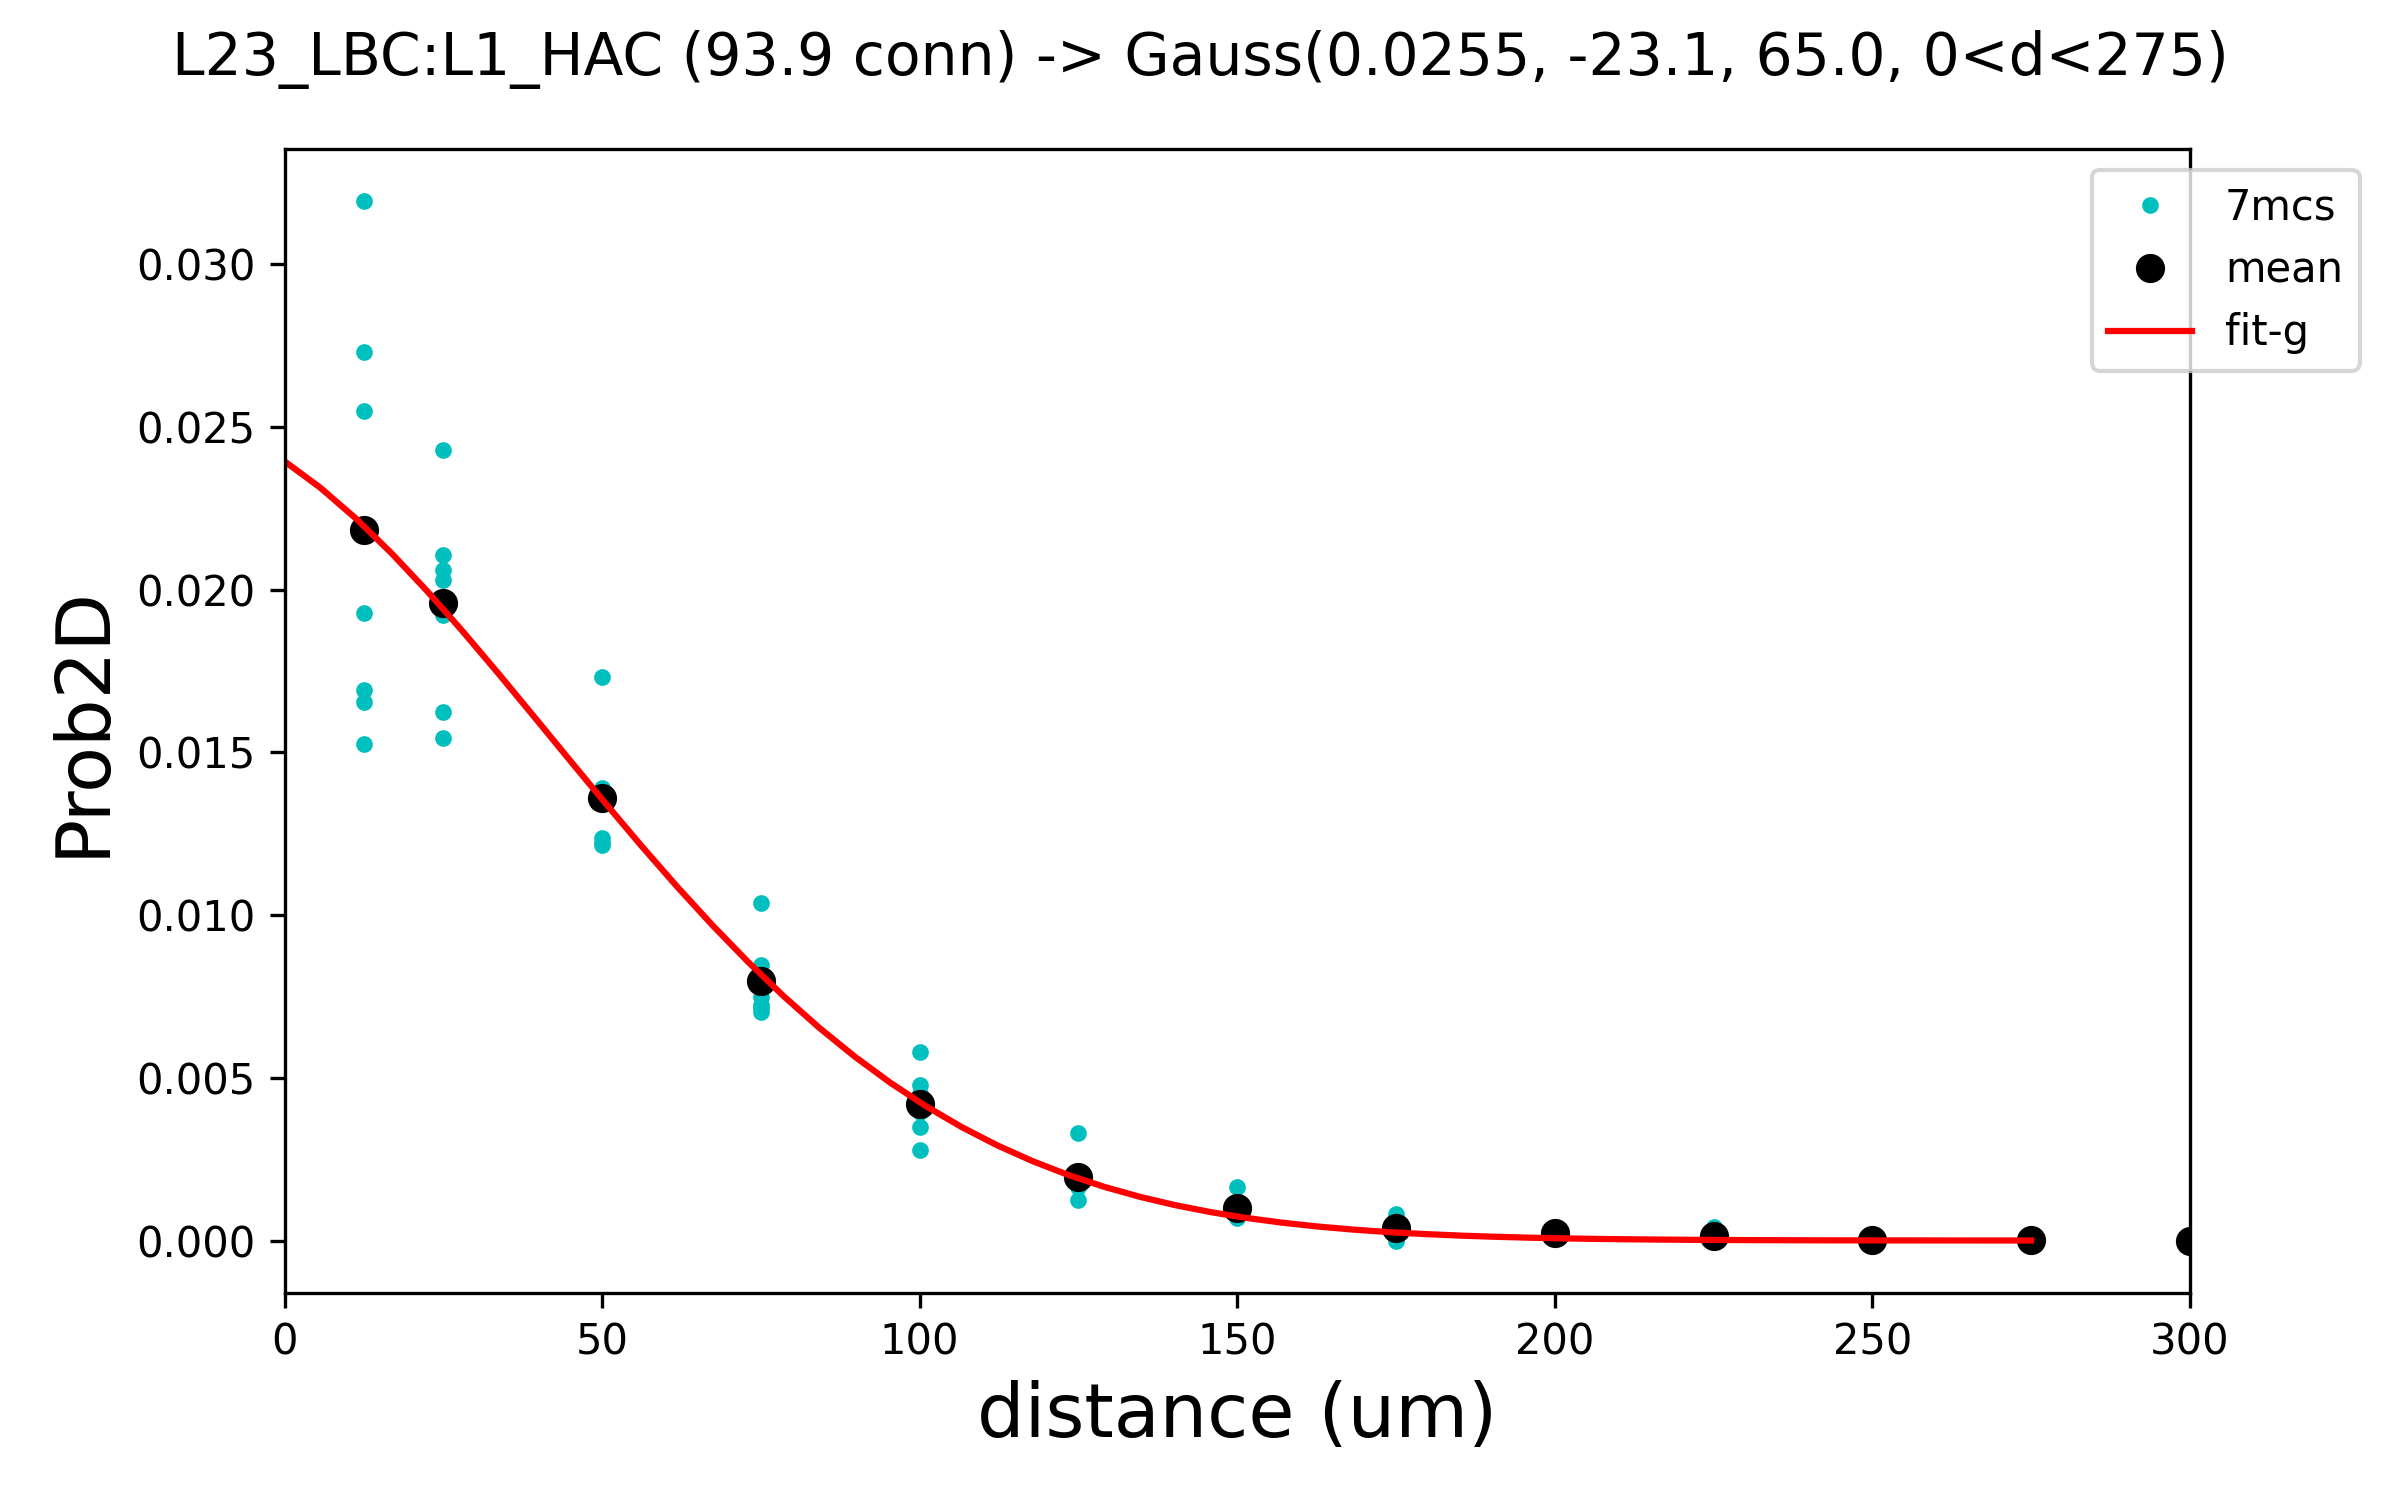 L23_LBC:L1_HAC (93.9 conn) -> Gauss(0.0255, -23.1, 65.0, 0<d<275)
7mcs
mean
fit-g
0.030
0.025
0.020
0.015
0.010
0.005
0.000
Prob2D
0 50 100 150 200 250 300
distance (um)